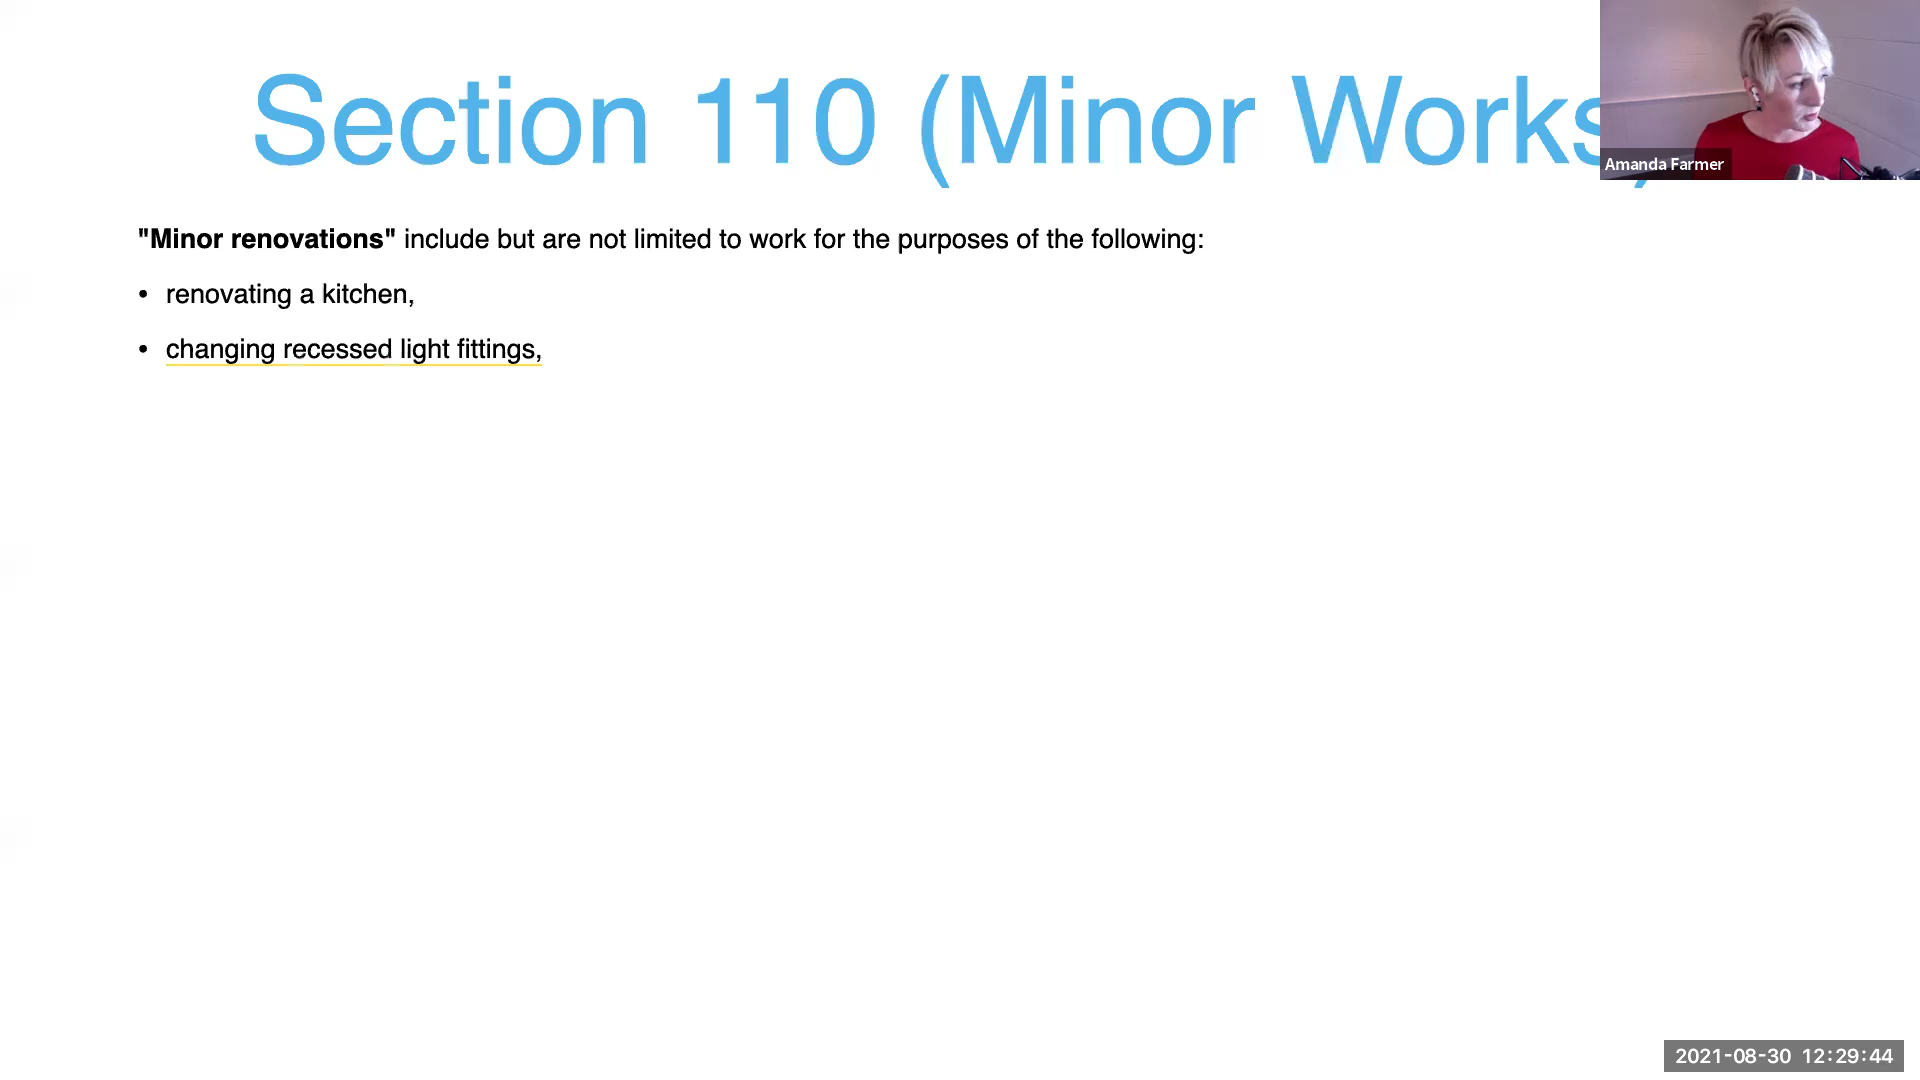 Section 110 (Minor Works)
Amanda Farmer
"Minor renovations" include but are not limited to work for the purposes of the following:
• renovating a kitchen,
• changing recessed light fittings,
2021-08-30 12:29:44